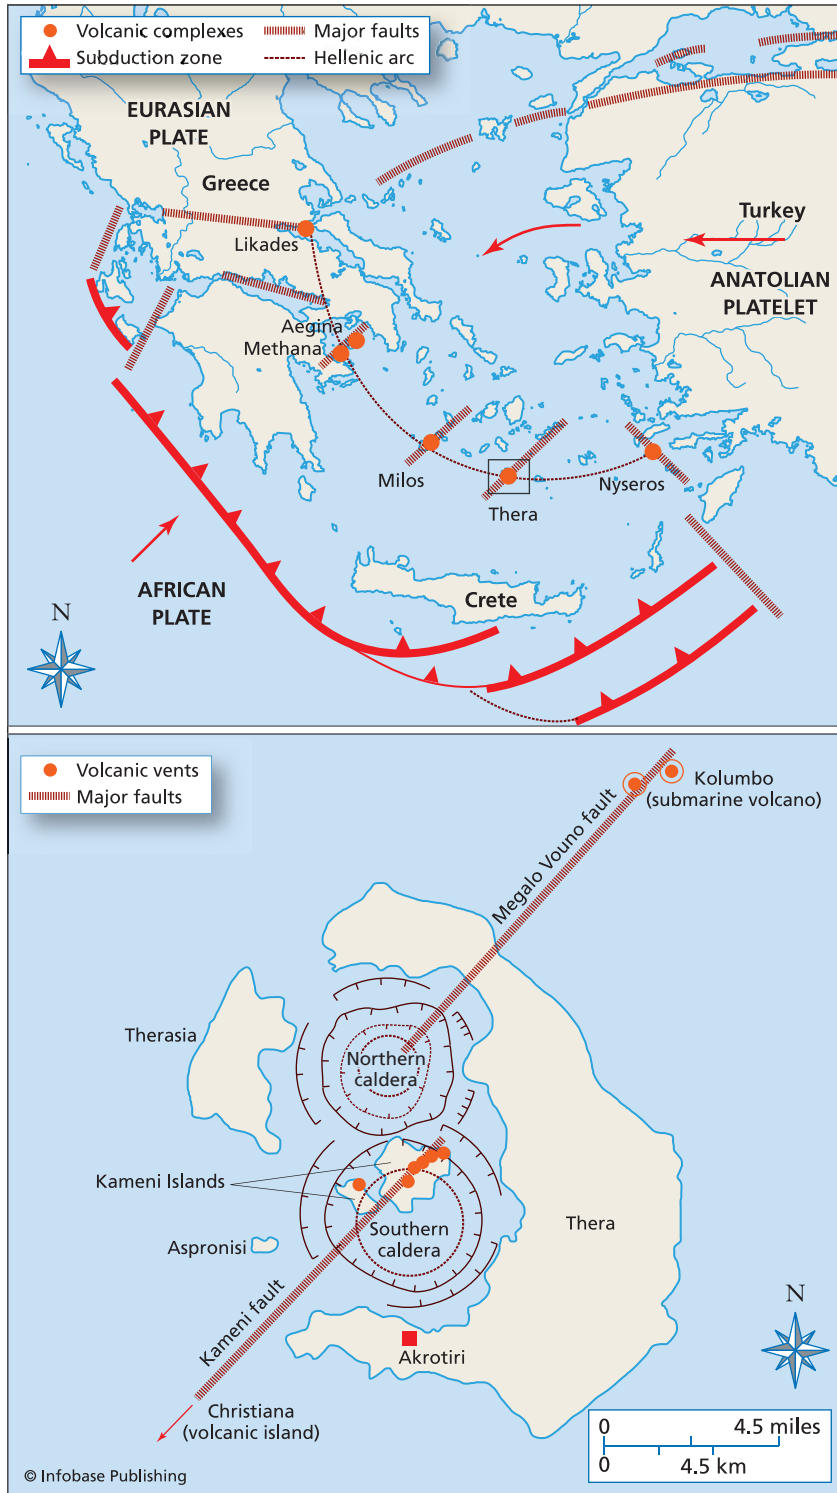 Volcanic complexes
Major faults
Subduction zone
Hellenic arc
EURASIAN
PLATE
Greece
Likades
Turkey
ANATOLIAN
PLATELET
Aegina
Methana
Milos
Thera
Nyseros
AFRICAN
PLATE
Crete
N
Volcanic vents
Major faults
Kolumbo
(submarine volcano)
Megalo Vouno fault
Therasia
Northern
caldera
Kameni Islands
Southern
caldera
Thera
Aspronisi
Kameni fault
Akrotiri
N
Christiana
(volcanic island)
0 4.5 miles
0 4.5 km
© Infobase Publishing